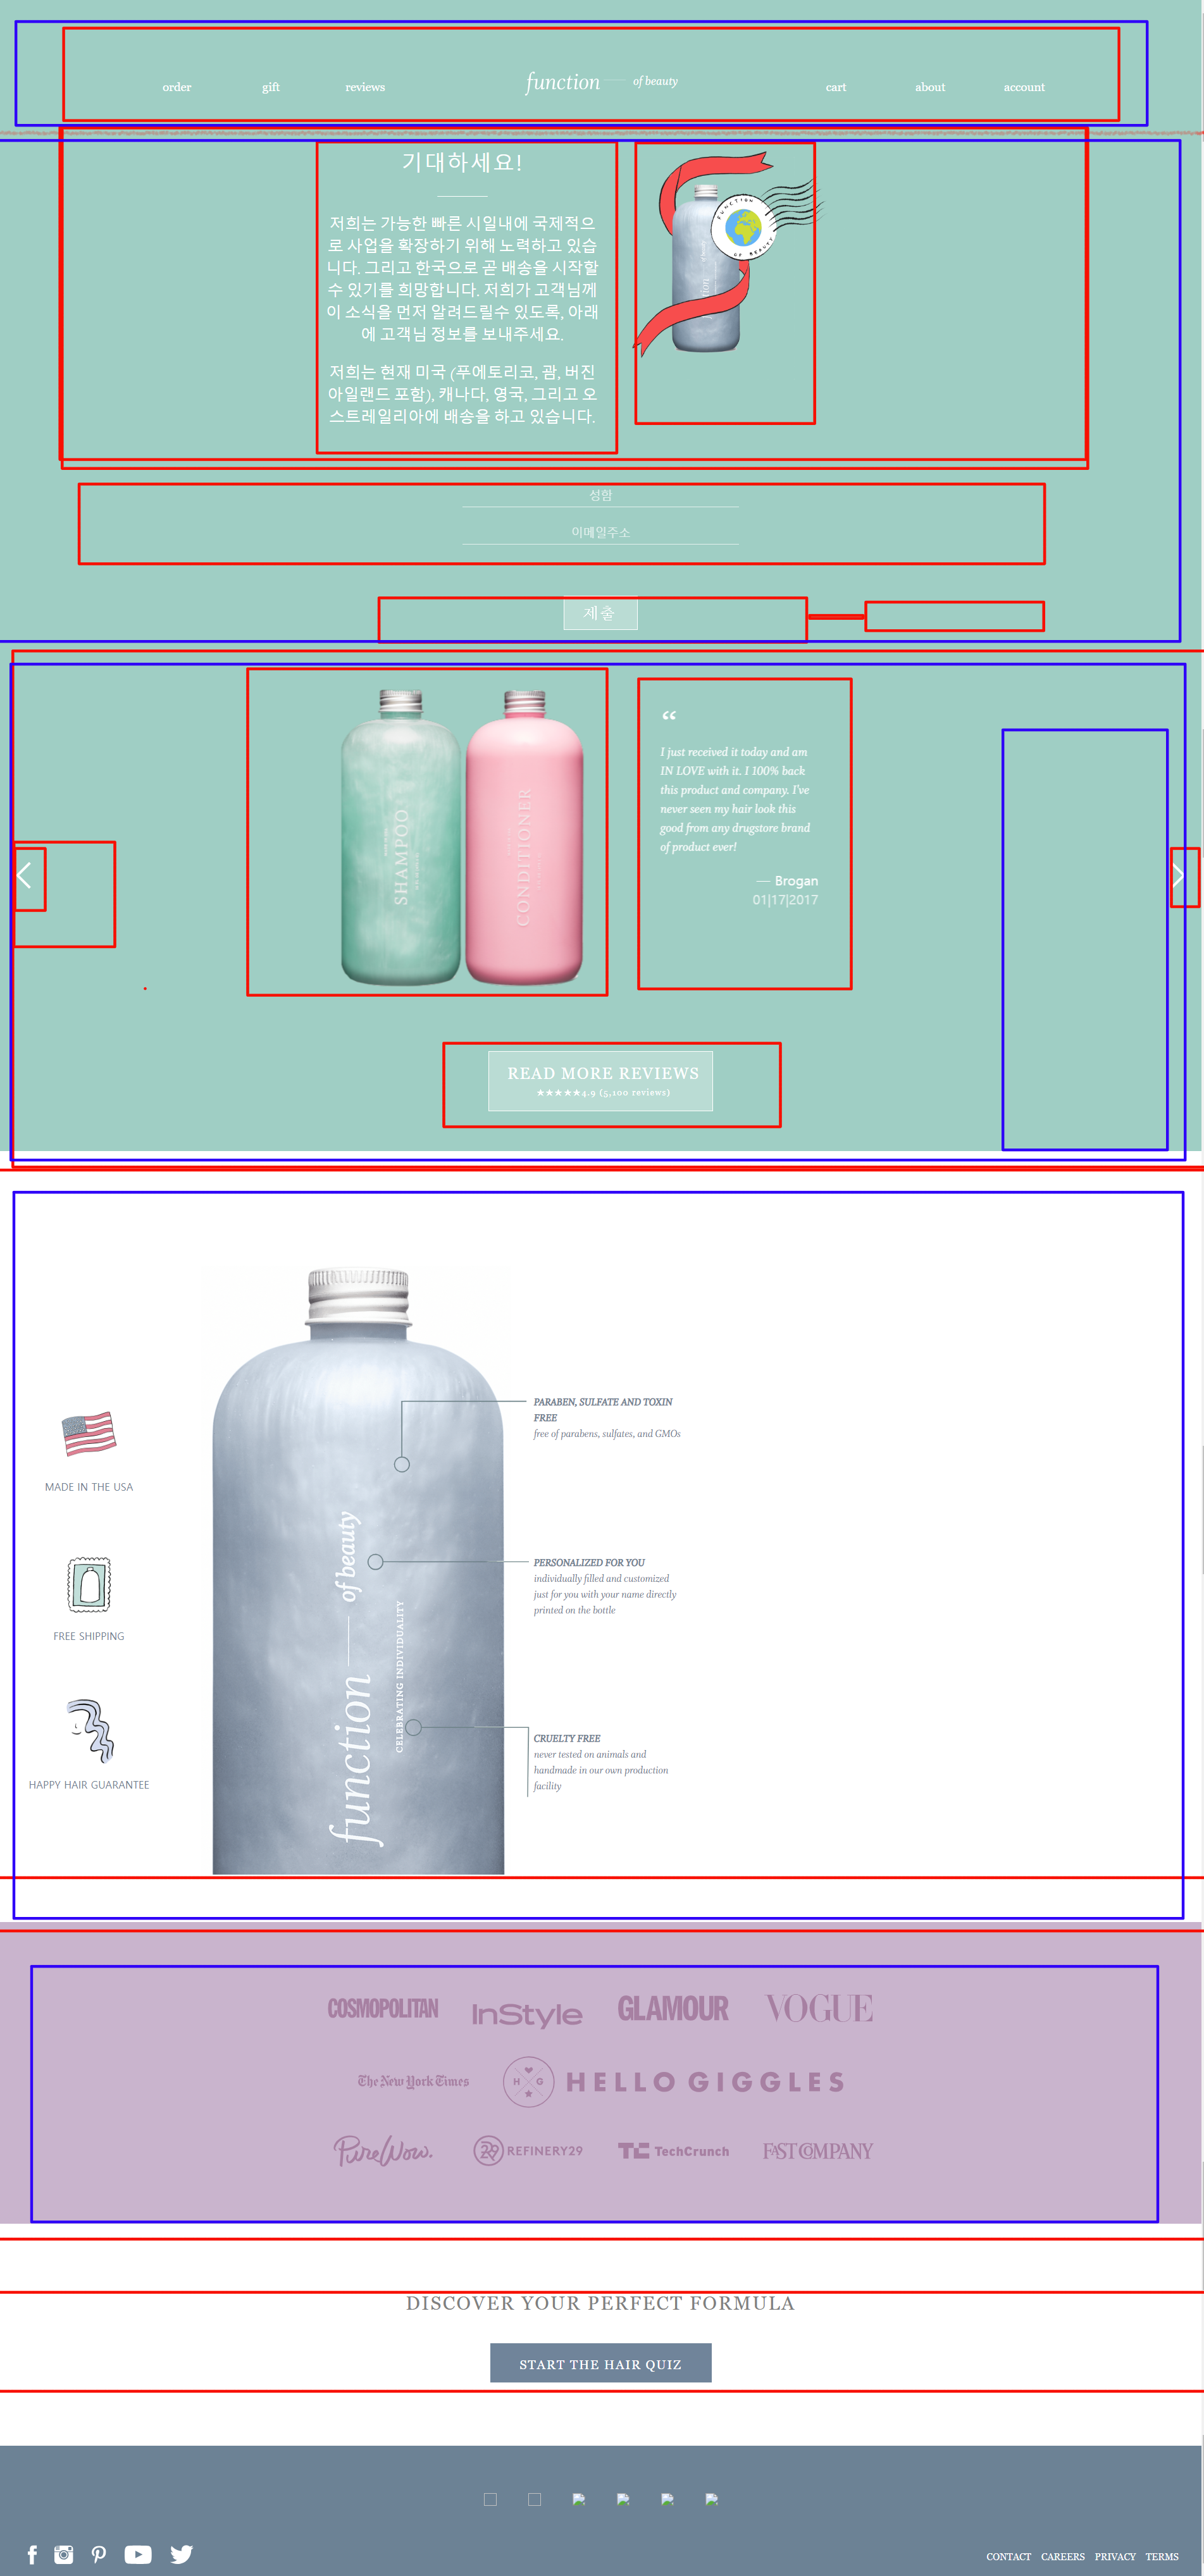 order gift reviews function of beauty cart about account
기대하세요!
저희는 가능한 빠른 시일내에 국제적으
로 사업을 확장하기 위해 노력하고 있습
니다. 그리고 한국으로 곧 배송을 시작할
수 있기를 희망합니다. 저희가 고객님께
이 소식을 먼저 알려드릴수 있도록, 아래
에 고객님 정보를 보내주세요.
저희는 현재 미국 (푸에토리코, 괌, 버진
아일랜드 포함), 캐나다, 영국, 그리고 오
스트레일리아에 배송을 하고 있습니다.
FUNCTION
OF BEAUTY
of beauty
성함
이메일주소
제출
SHAMPOO
CONDITIONER
“
I just received it today and am
IN LOVE with it. I 100% back
this product and company. I've
never seen my hair look this
good from any drugstore brand
of product ever!
— Brogan
01|17|2017
READ MORE REVIEWS
★★★★★4.9 (5,100 reviews)
MADE IN THE USA
FREE SHIPPING
HAPPY HAIR GUARANTEE
function — of beauty
CELEBRATING INDIVIDUALITY
PARABEN, SULFATE AND TOXIN
FREE
free of parabens, sulfates, and GMOs
PERSONALIZED FOR YOU
individually filled and customized
just for you with your name directly
printed on the bottle
CRUELTY FREE
never tested on animals and
handmade in our own production
facility
COSMOPOLITAN InStyle GLAMOUR VOGUE
The New York Times H G HELLO GIGGLES
PureWow. R29 REFINERY29 TC TechCrunch FAST COMPANY
DISCOVER YOUR PERFECT FORMULA
START THE HAIR QUIZ
CONTACT CAREERS PRIVACY TERMS